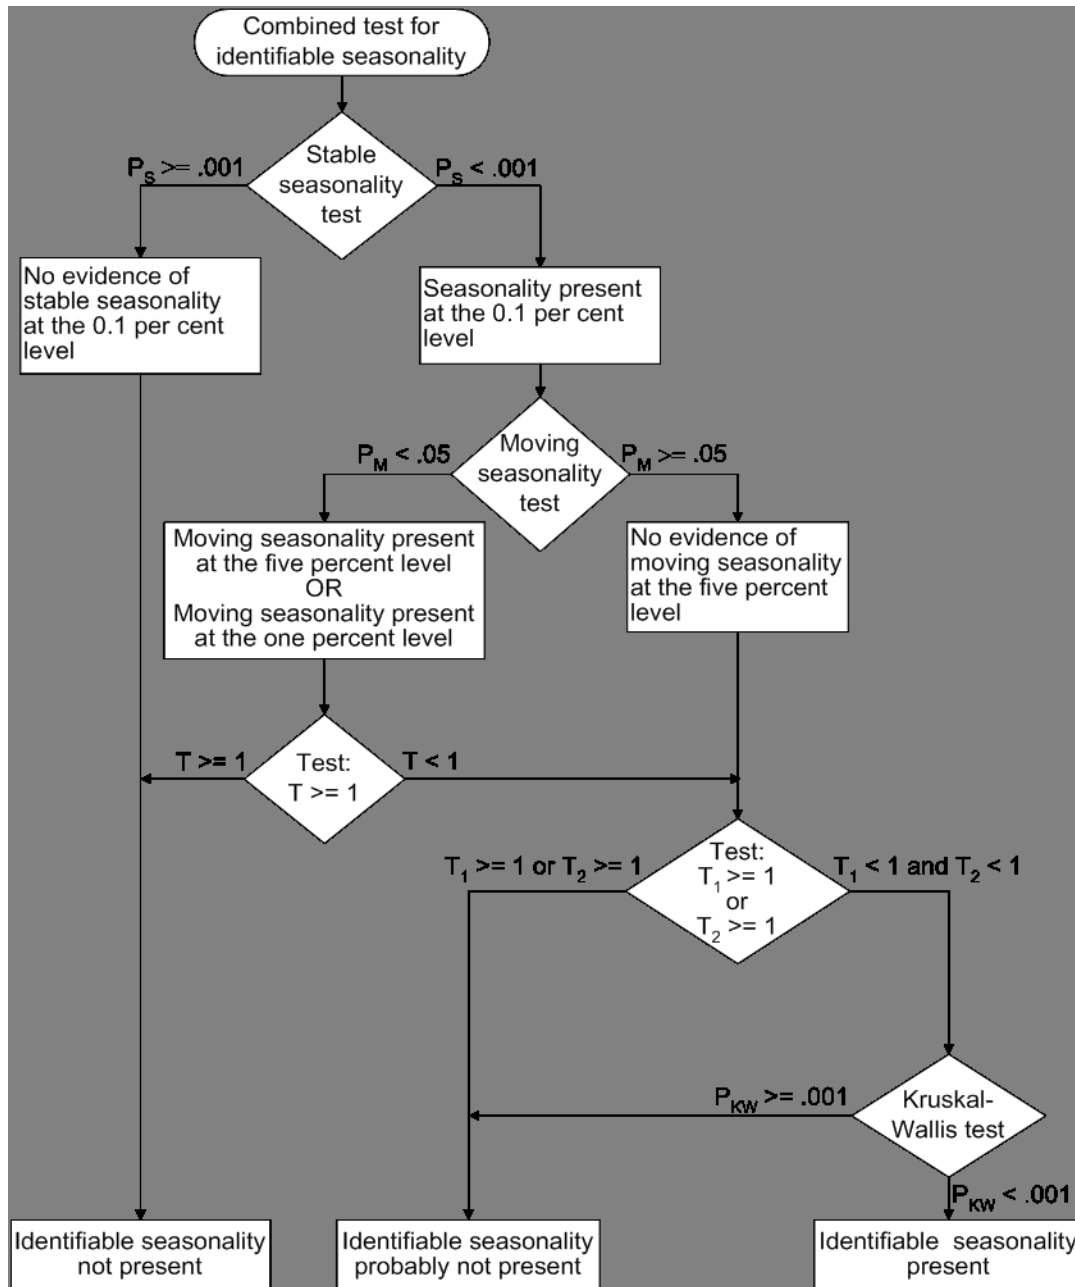 Combined test for
identifiable seasonality
Stable
seasonality
test
P_S >= .001
P_S < .001
No evidence of
stable seasonality
at the 0.1 per cent
level
Seasonality present
at the 0.1 per cent
level
Moving
seasonality
test
P_M < .05
P_M >= .05
Moving seasonality present
at the five percent level
OR
Moving seasonality present
at the one percent level
No evidence of
moving seasonality
at the five percent
level
T >= 1
Test:
T >= 1
T < 1
T_1 >= 1 or T_2 >= 1
Test:
T_1 >= 1
or
T_2 >= 1
T_1 < 1 and T_2 < 1
P_KW >= .001
Kruskal-
Wallis test
P_KW < .001
Identifiable seasonality
not present
Identifiable seasonality
probably not present
Identifiable seasonality
present